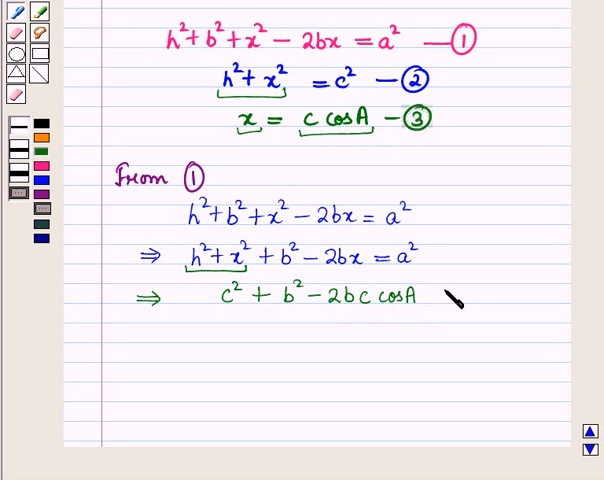 h²+b²+x² − 2bx = a² — ①
h²+x² = c² − ②
x = c cosA − ③
From ①
h²+b²+x² − 2bx = a²
⇒ h²+x² + b² − 2bx = a²
⇒ c² + b² − 2bc cosA